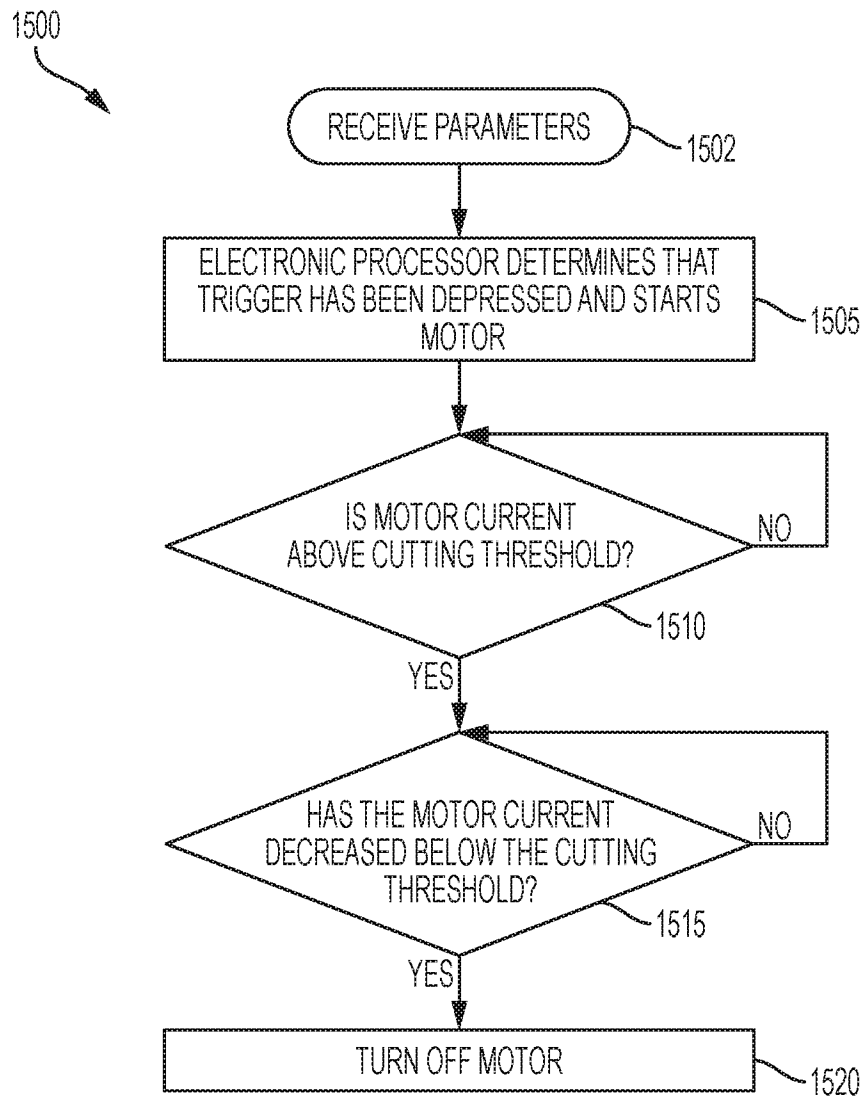 1500
RECEIVE PARAMETERS
1502
ELECTRONIC PROCESSOR DETERMINES THAT
TRIGGER HAS BEEN DEPRESSED AND STARTS
MOTOR
1505
IS MOTOR CURRENT
ABOVE CUTTING THRESHOLD?
NO
1510
YES
HAS THE MOTOR CURRENT
DECREASED BELOW THE CUTTING
THRESHOLD?
NO
1515
YES
TURN OFF MOTOR
1520